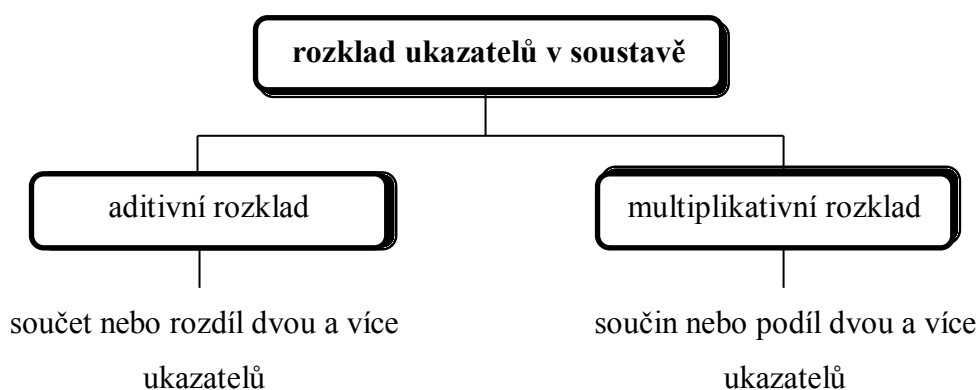 rozklad ukazatelů v soustavě
aditivní rozklad
multiplikativní rozklad
součet nebo rozdíl dvou a více
ukazatelů
součin nebo podíl dvou a více
ukazatelů